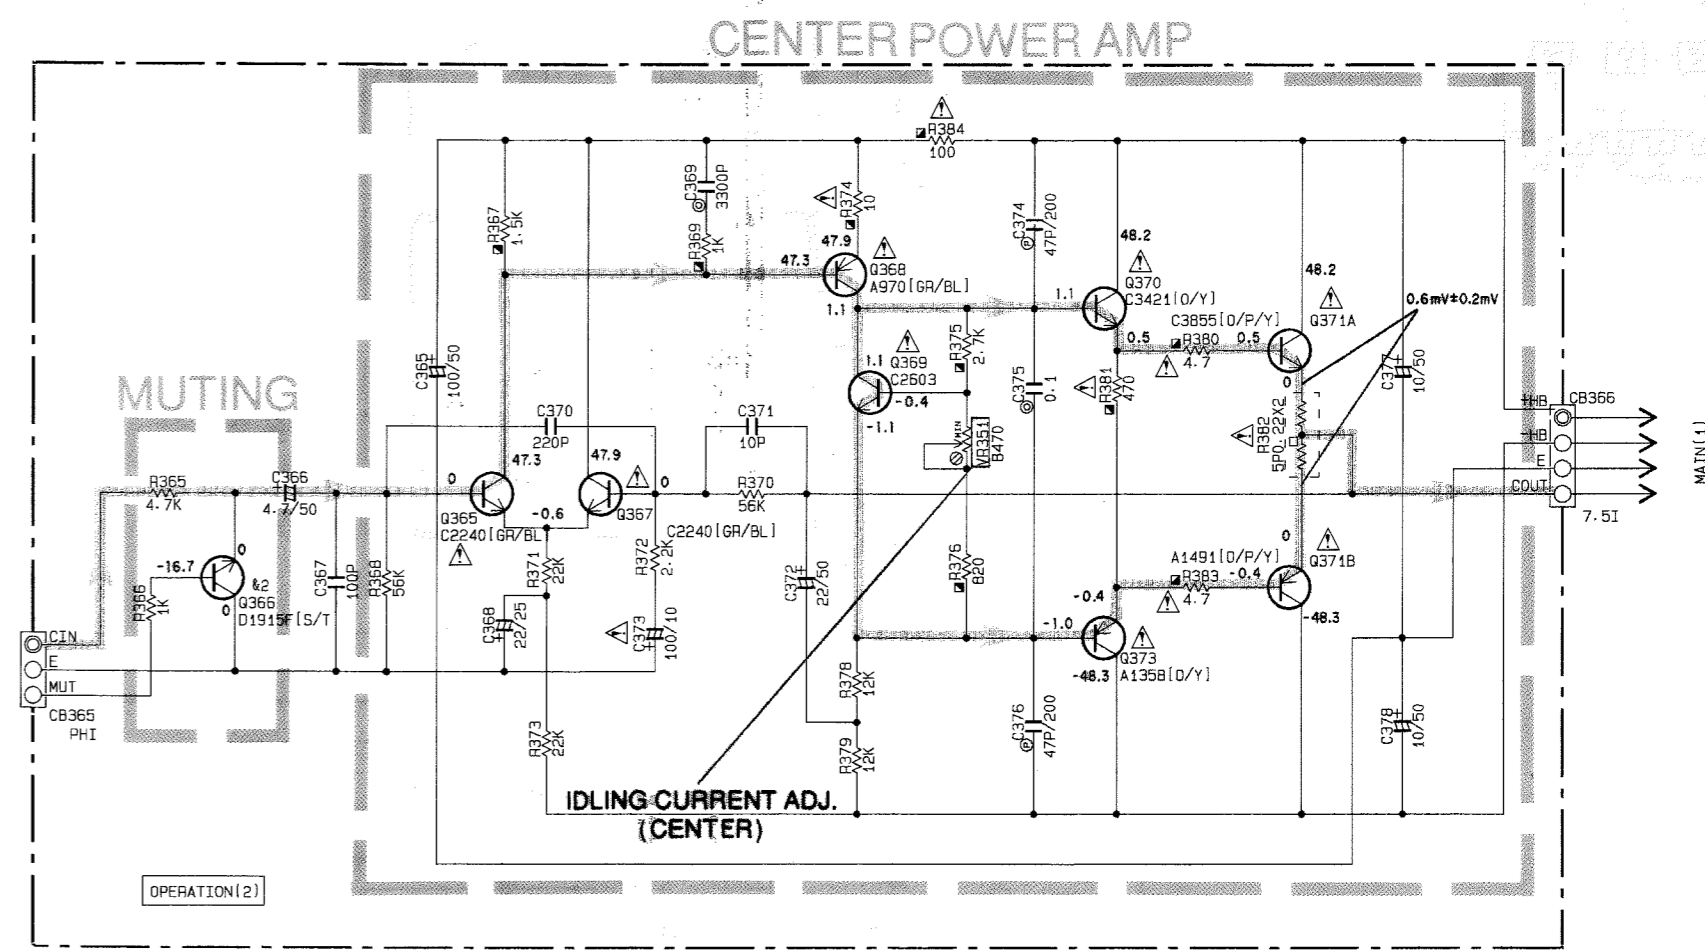 CENTER POWER AMP
MUTING
R384
100
C369
3300P
R369
1K
R367
1.5K
R374
10
47.9
47.3
Q368
A970[GR/BL]
1.1
C374
47P/200
48.2
Q370
C3421[O/Y]
1.1
0.5
48.2
0.6mV±0.2mV
Q371A
C3855[O/P/Y]
R380
4.7
0.5
0
C365
100/50
1.1
Q369
C2603
-0.4
-1.1
R375
2.7K
C375
0.1
R381
470
C377
10/50
C370
220P
C371
10P
47.3
47.9
VR351
B470
MIN
R382
5P0.22X2
+HB
-HB
E
COUT
CB366
7.5I
MAIN(1)
R365
4.7K
C366
4.7/50
0
Q365
C2240[GR/BL]
-0.6
0
Q367
C2240[GR/BL]
R370
56K
-16.7
0
&2
Q366
D1915F[S/T
0
R366
1K
C367
100P
R368
56K
R371
22K
C368
22/25
R372
2.2K
C373
100/10
C372
22/50
R376
820
-0.4
-1.0
Q373
A1358[O/Y]
-48.3
A1491[O/P/Y]
R383
4.7
-0.4
0
Q371B
-48.3
CIN
E
MUT
CB365
PHI
R373
22K
R378
12K
R379
12K
C376
47P/200
C378
10/50
IDLING CURRENT ADJ.
(CENTER)
OPERATION(2)